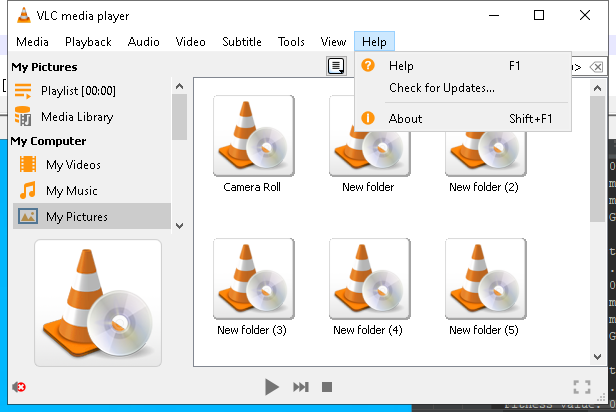 VLC media player
Media Playback Audio Video Subtitle Tools View Help
My Pictures
Playlist [00:00]
Media Library
My Computer
My Videos
My Music
My Pictures
Help F1
Check for Updates...
About Shift+F1
Camera Roll New folder New folder (2)
New folder (3) New folder (4) New folder (5)